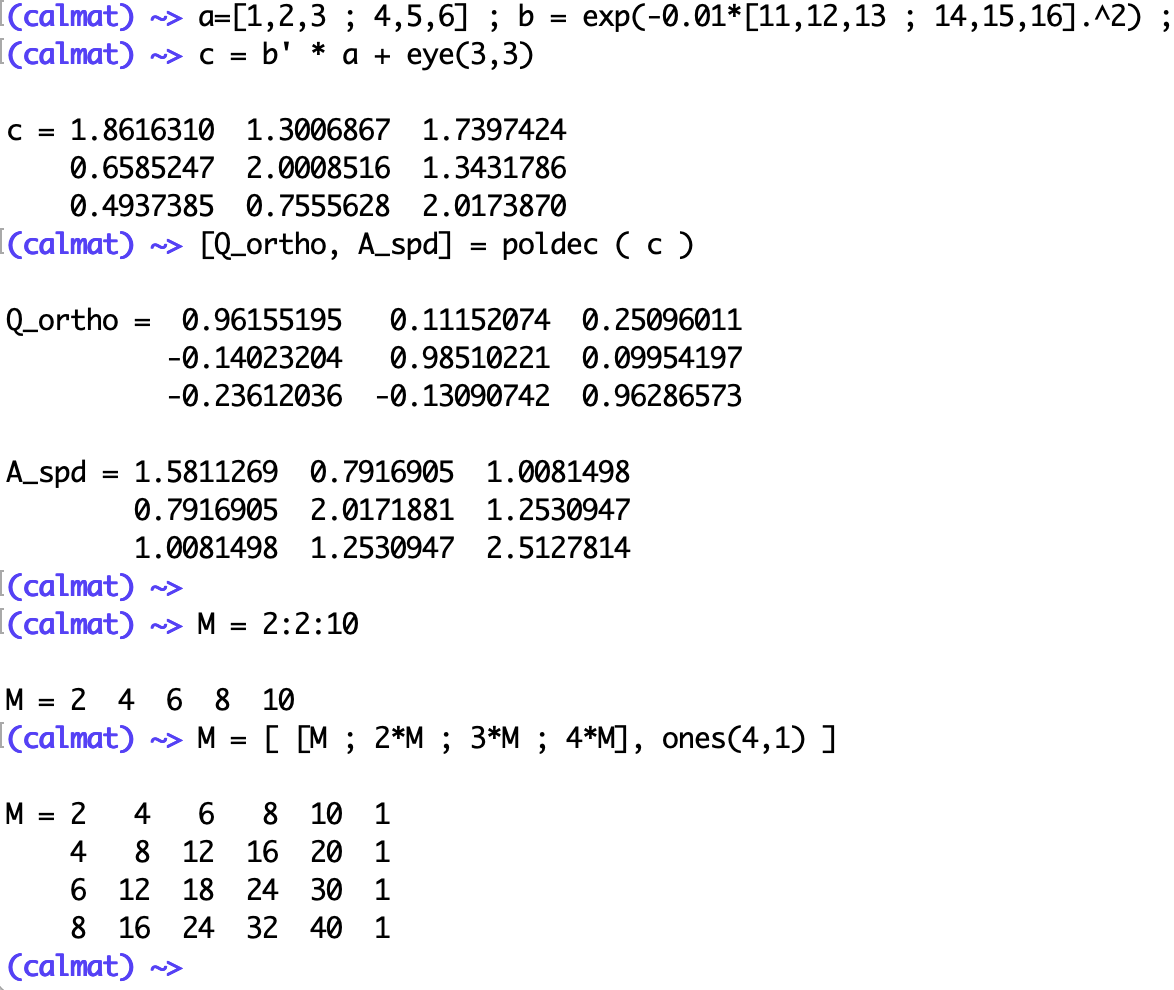 (calmat) ~> a=[1,2,3 ; 4,5,6] ; b = exp(-0.01*[11,12,13 ; 14,15,16].^2) ;
(calmat) ~> c = b' * a + eye(3,3)
c = 1.8616310  1.3006867  1.7397424
    0.6585247  2.0008516  1.3431786
    0.4937385  0.7555628  2.0173870
(calmat) ~> [Q_ortho, A_spd] = poldec ( c )
Q_ortho =  0.96155195   0.11152074  0.25096011
          -0.14023204   0.98510221  0.09954197
          -0.23612036  -0.13090742  0.96286573
A_spd = 1.5811269  0.7916905  1.0081498
        0.7916905  2.0171881  1.2530947
        1.0081498  1.2530947  2.5127814
(calmat) ~>
(calmat) ~> M = 2:2:10
M = 2  4  6  8  10
(calmat) ~> M = [ [M ; 2*M ; 3*M ; 4*M], ones(4,1) ]
M = 2   4   6   8  10  1
    4   8  12  16  20  1
    6  12  18  24  30  1
    8  16  24  32  40  1
(calmat) ~>